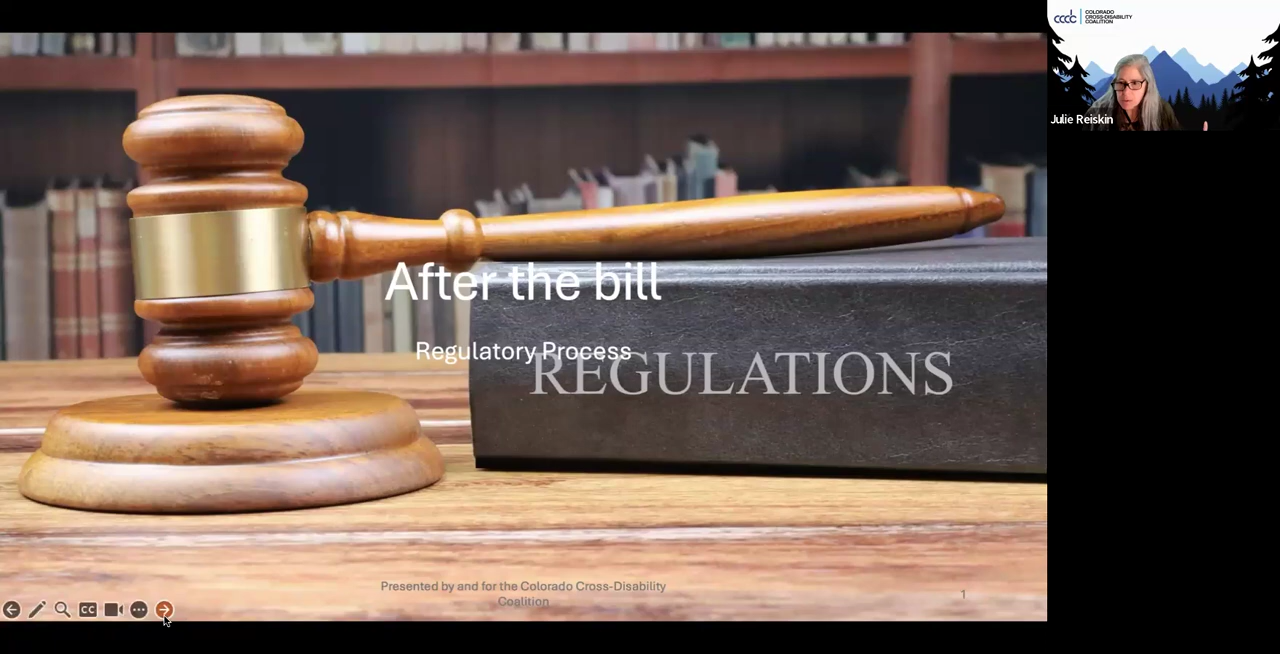 After the bill
Regulatory Process
REGULATIONS
Presented by and for the Colorado Cross-Disability
Coalition
1
CC
cccdc
COLORADO
CROSS-DISABILITY
COALITION
Julie Reiskin